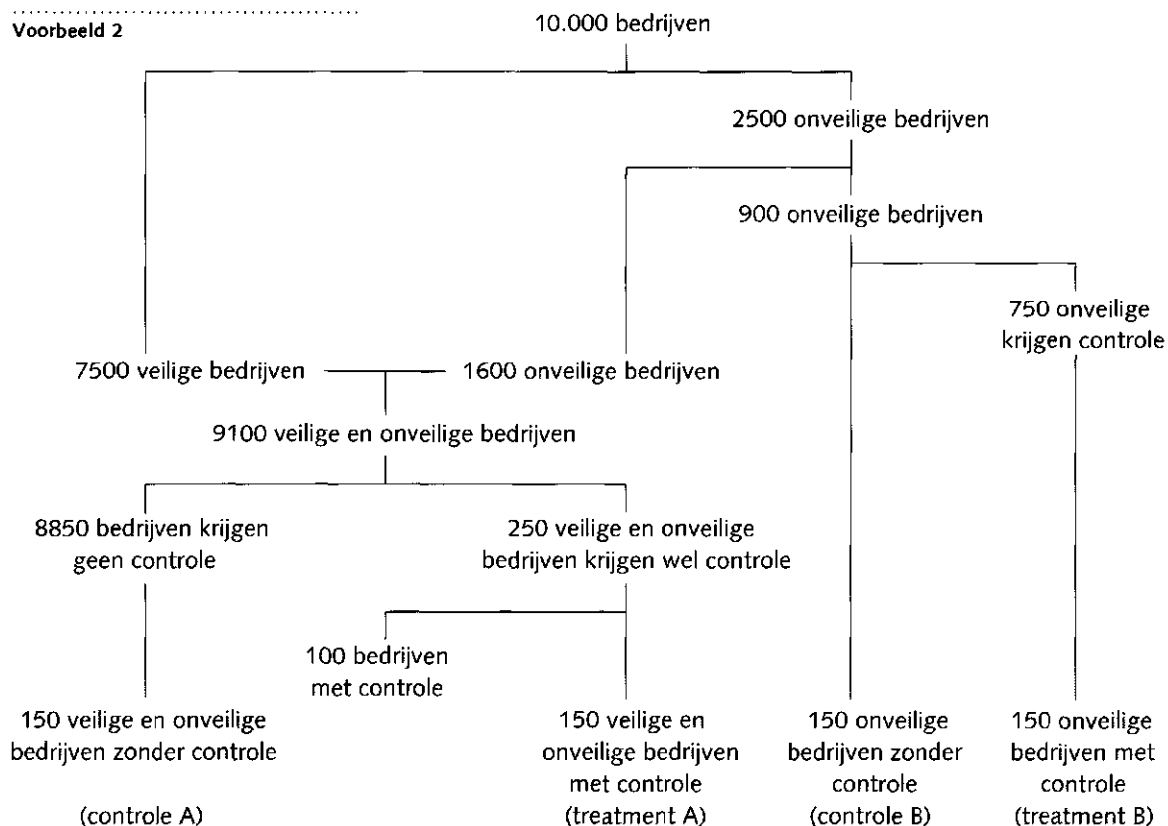 Voorbeeld 2
10.000 bedrijven
2500 onveilige bedrijven
900 onveilige bedrijven
750 onveilige
krijgen controle
7500 veilige bedrijven
1600 onveilige bedrijven
9100 veilige en onveilige bedrijven
8850 bedrijven krijgen
geen controle
250 veilige en onveilige
bedrijven krijgen wel controle
100 bedrijven
met controle
150 veilige en onveilige
bedrijven zonder controle
(controle A)
150 veilige en
onveilige bedrijven
met controle
(treatment A)
150 onveilige
bedrijven zonder
controle
(controle B)
150 onveilige
bedrijven met
controle
(treatment B)